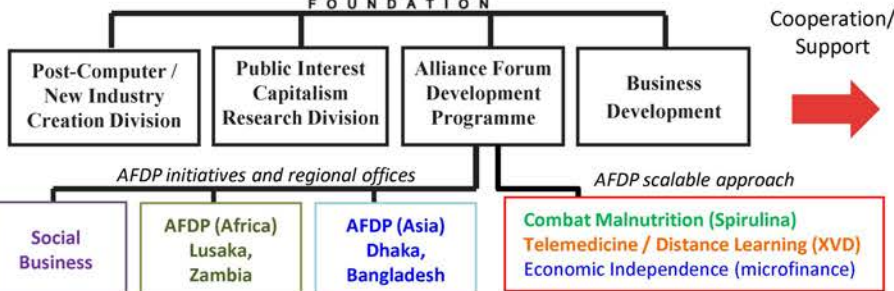 FOUNDATION
Cooperation/
Support
Post-Computer /
New Industry
Creation Division
Public Interest
Capitalism
Research Division
Alliance Forum
Development
Programme
Business
Development
AFDP initiatives and regional offices
AFDP scalable approach
Social
Business
AFDP (Africa)
Lusaka,
Zambia
AFDP (Asia)
Dhaka,
Bangladesh
Combat Malnutrition (Spirulina)
Telemedicine / Distance Learning (XVD)
Economic Independence (microfinance)